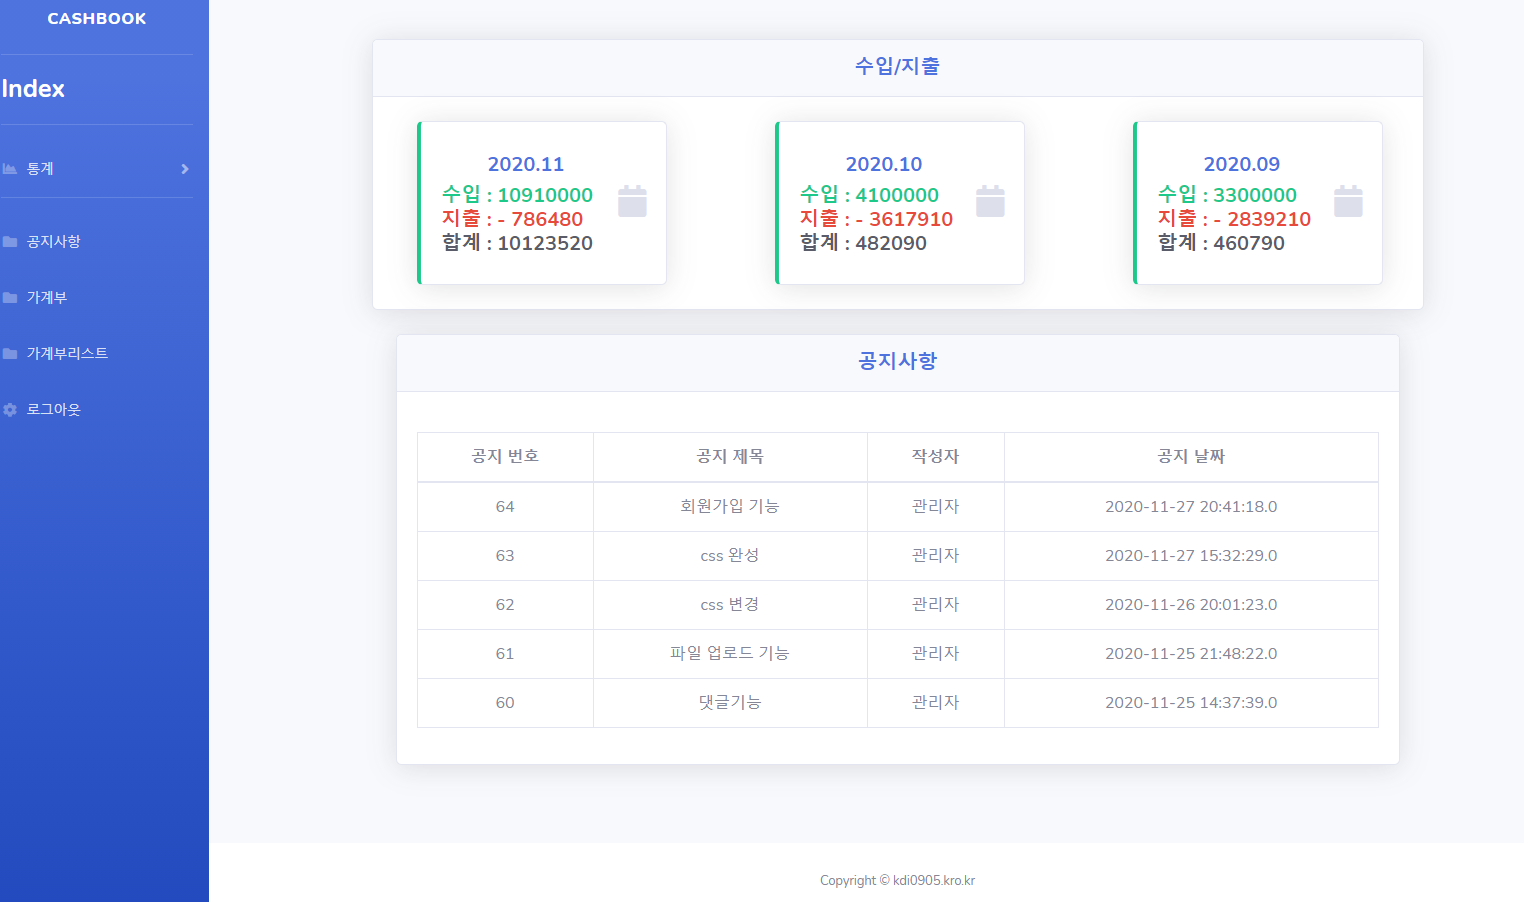 CASHBOOK
Index
통계
공지사항
가계부
가계부리스트
로그아웃
수입/지출
2020.11
수입 : 10910000
지출 : - 786480
합계 : 10123520
2020.10
수입 : 4100000
지출 : - 3617910
합계 : 482090
2020.09
수입 : 3300000
지출 : - 2839210
합계 : 460790
공지사항
공지 번호 공지 제목 작성자 공지 날짜
64 회원가입 기능 관리자 2020-11-27 20:41:18.0
63 css 완성 관리자 2020-11-27 15:32:29.0
62 css 변경 관리자 2020-11-26 20:01:23.0
61 파일 업로드 기능 관리자 2020-11-25 21:48:22.0
60 댓글기능 관리자 2020-11-25 14:37:39.0
Copyright © kdi0905.kro.kr